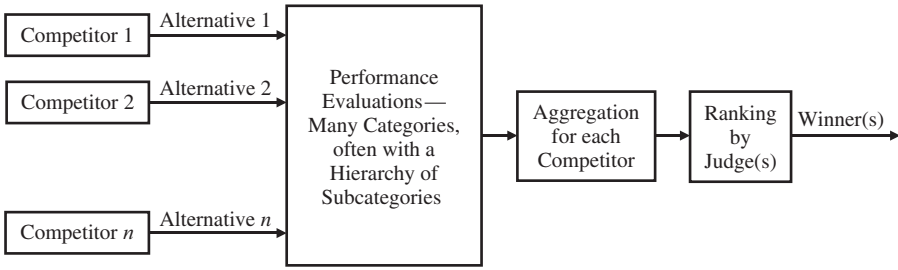 Competitor 1
Alternative 1
Competitor 2
Alternative 2
Competitor n
Alternative n
Performance
Evaluations—
Many Categories,
often with a
Hierarchy of
Subcategories
Aggregation
for each
Competitor
Ranking
by
Judge(s)
Winner(s)